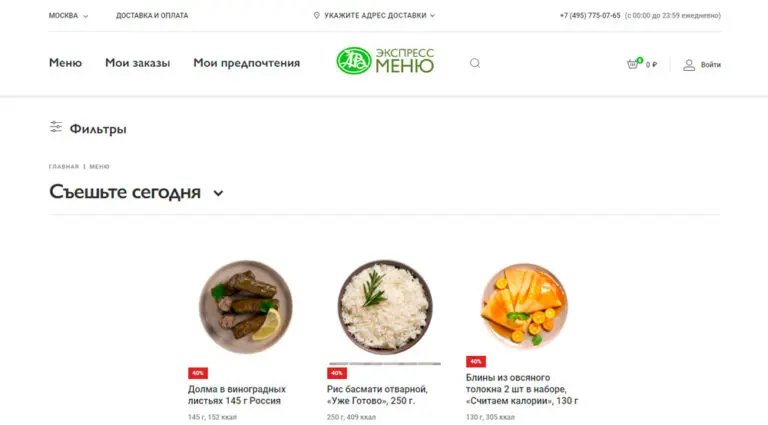 МОСКВА
ДОСТАВКА И ОПЛАТА
УКАЖИТЕ АДРЕС ДОСТАВКИ
+7 (495) 775-07-65 (с 00:00 до 23:59 ежедневно)
Меню
Мои заказы
Мои предпочтения
ЭКСПРЕСС
МЕНЮ
0
0 ₽
Войти
Фильтры
ГЛАВНАЯ | МЕНЮ
Съешьте сегодня
40%
Долма в виноградных
листьях 145 г Россия
145 г, 152 ккал
40%
Рис басмати отварной,
«Уже Готово», 250 г.
250 г, 409 ккал
40%
Блины из овсяного
толокна 2 шт в наборе,
«Считаем калории», 130 г
130 г, 305 ккал